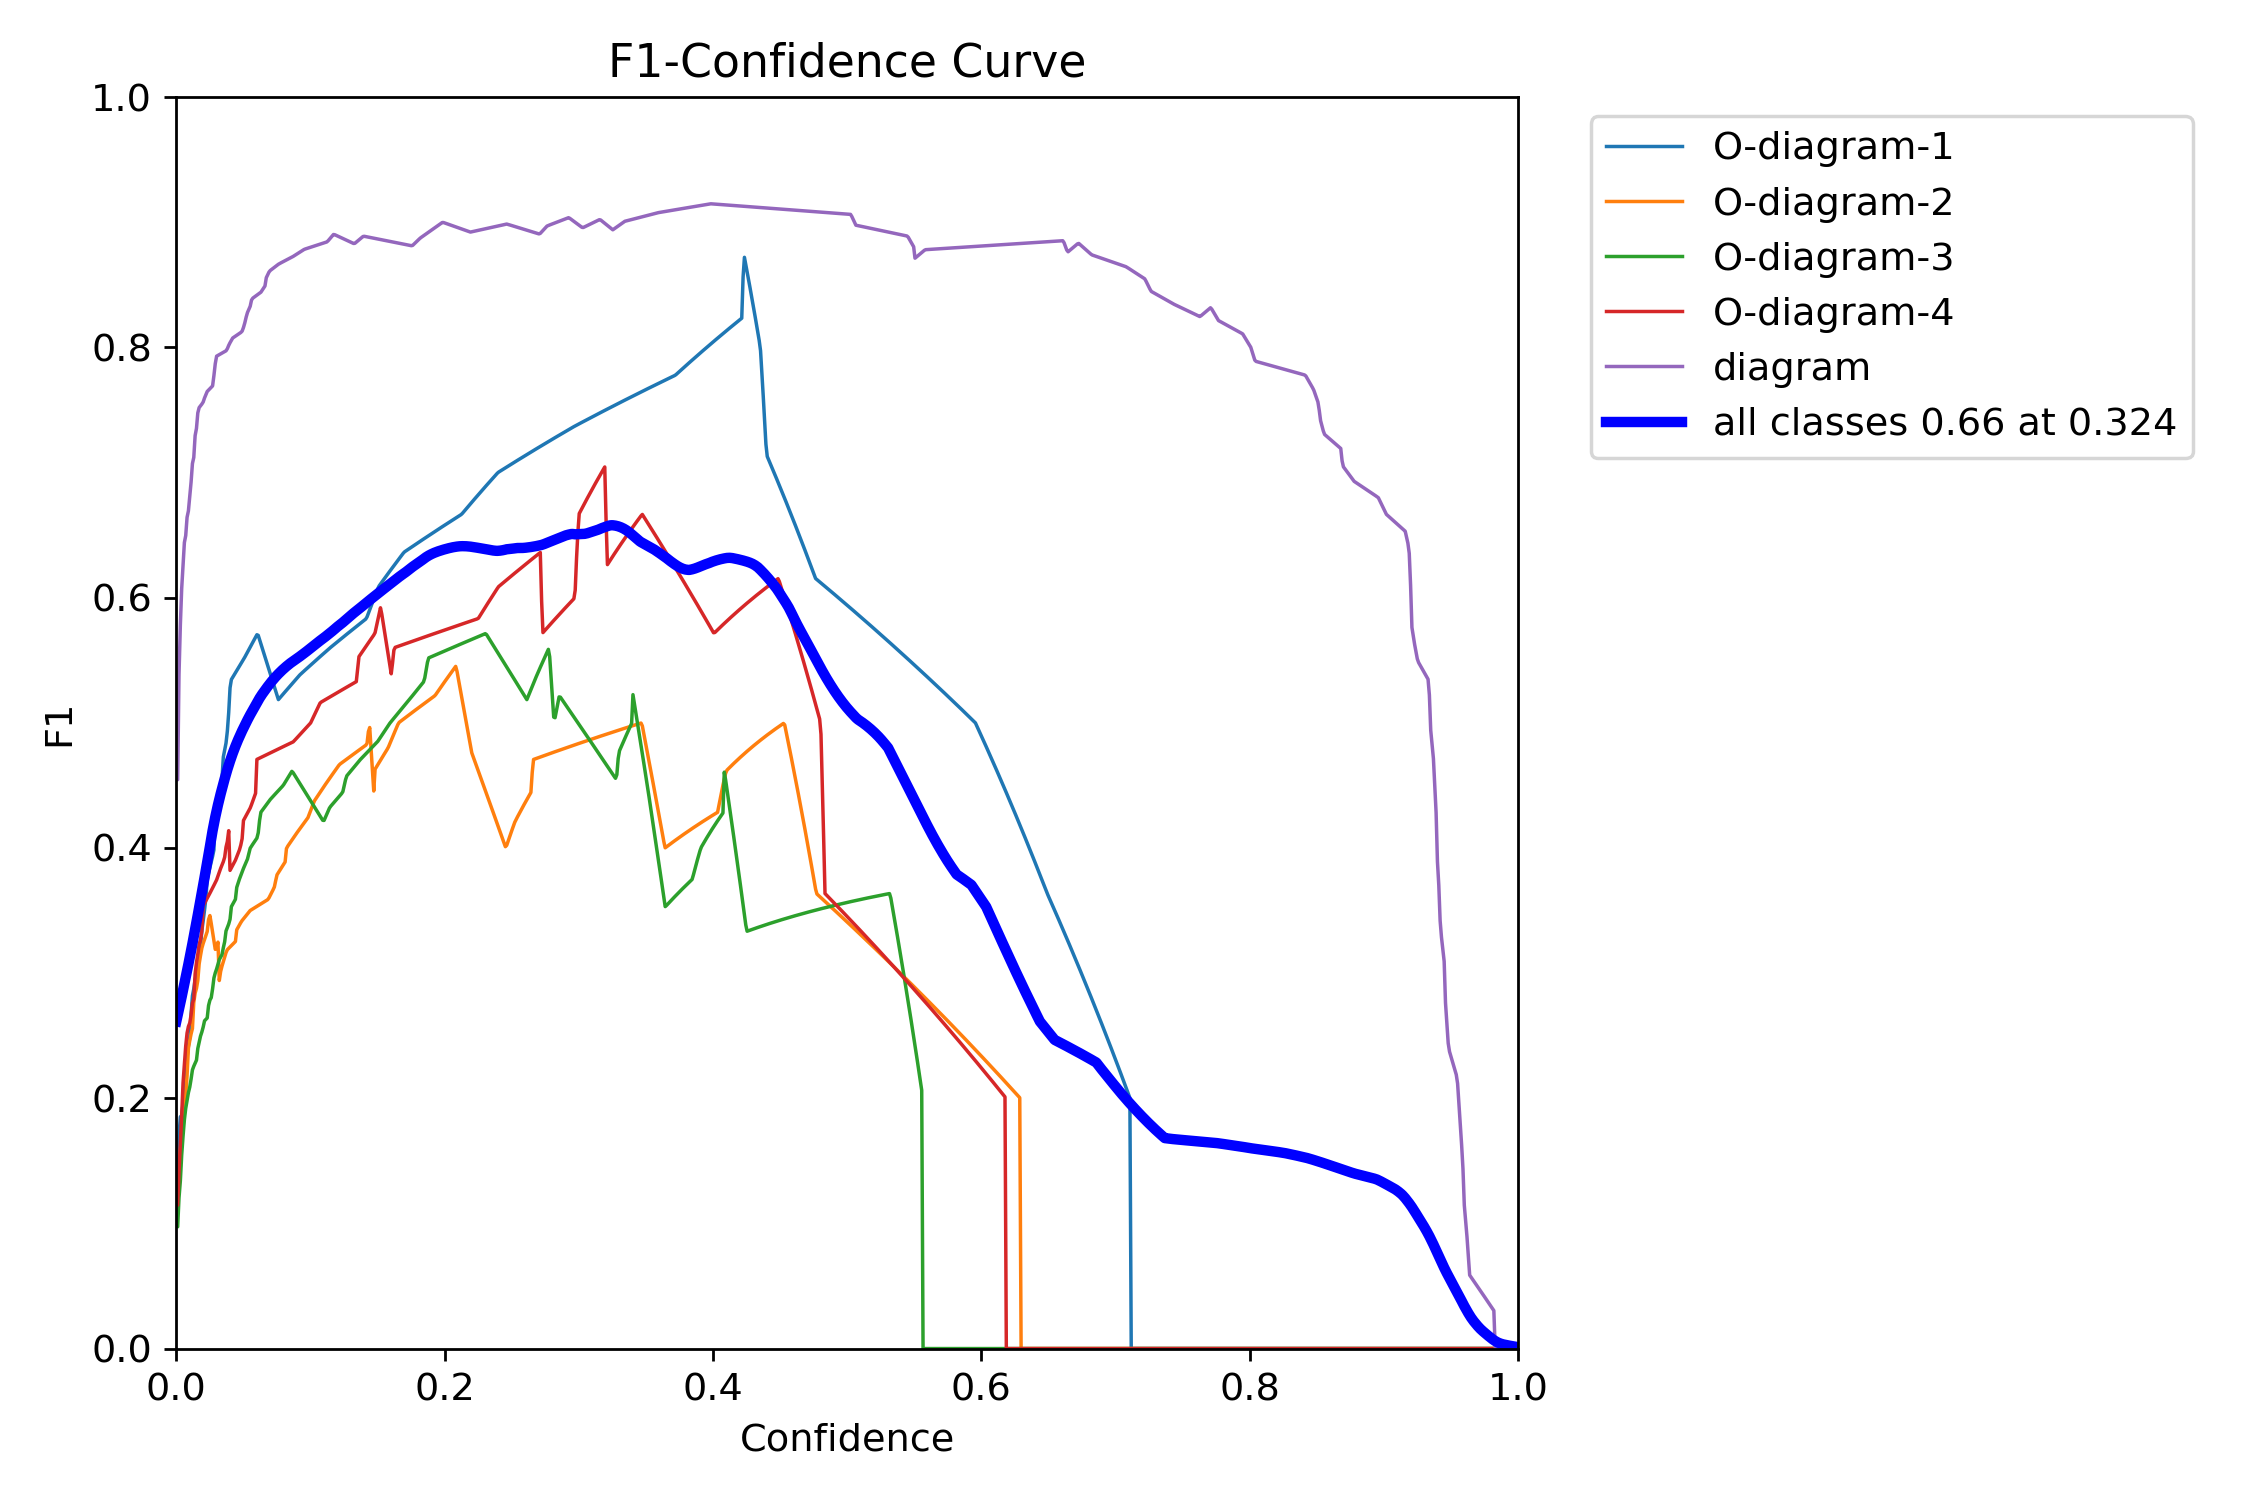 F1-Confidence Curve
1.0
0.8
0.6
0.4
0.2
0.0
F1
0.0 0.2 0.4 0.6 0.8 1.0
Confidence
O-diagram-1
O-diagram-2
O-diagram-3
O-diagram-4
diagram
all classes 0.66 at 0.324